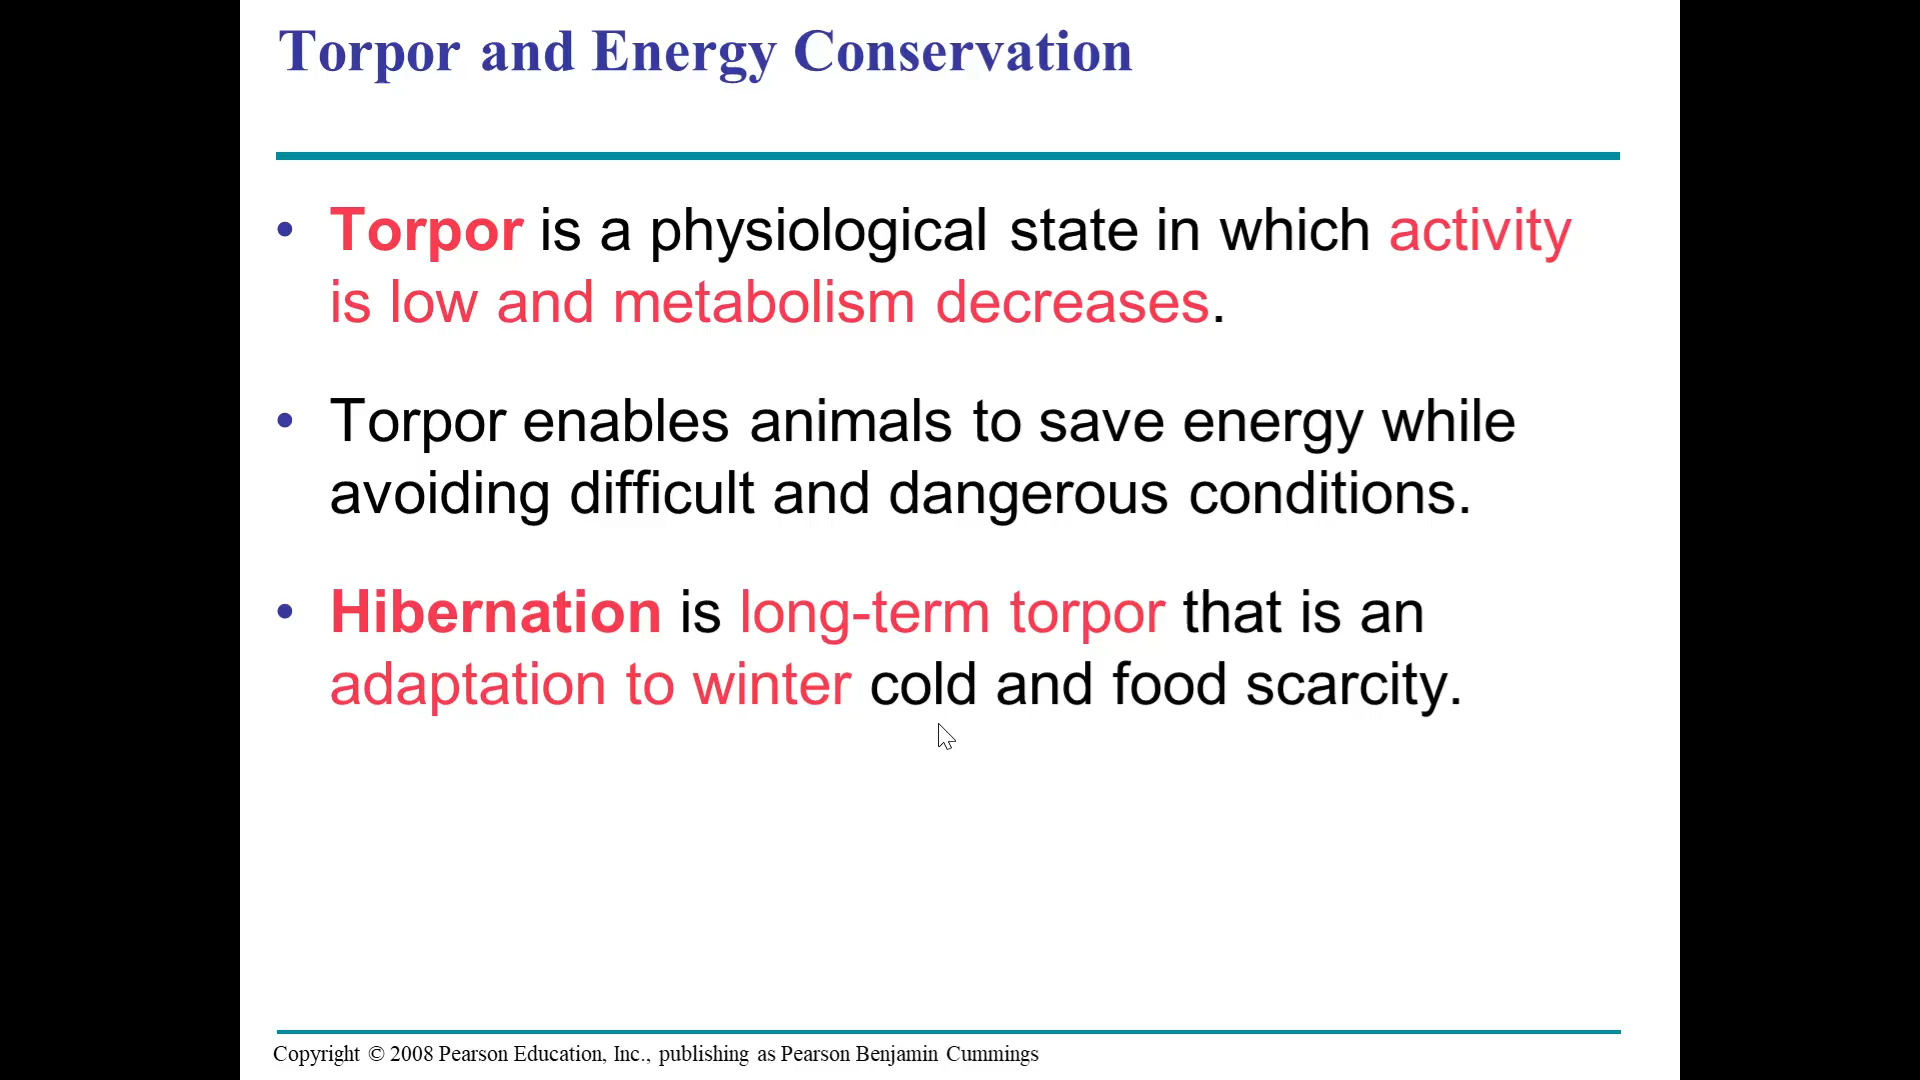 Torpor and Energy Conservation
• Torpor is a physiological state in which activity
is low and metabolism decreases.
• Torpor enables animals to save energy while
avoiding difficult and dangerous conditions.
• Hibernation is long-term torpor that is an
adaptation to winter cold and food scarcity.
Copyright © 2008 Pearson Education, Inc., publishing as Pearson Benjamin Cummings